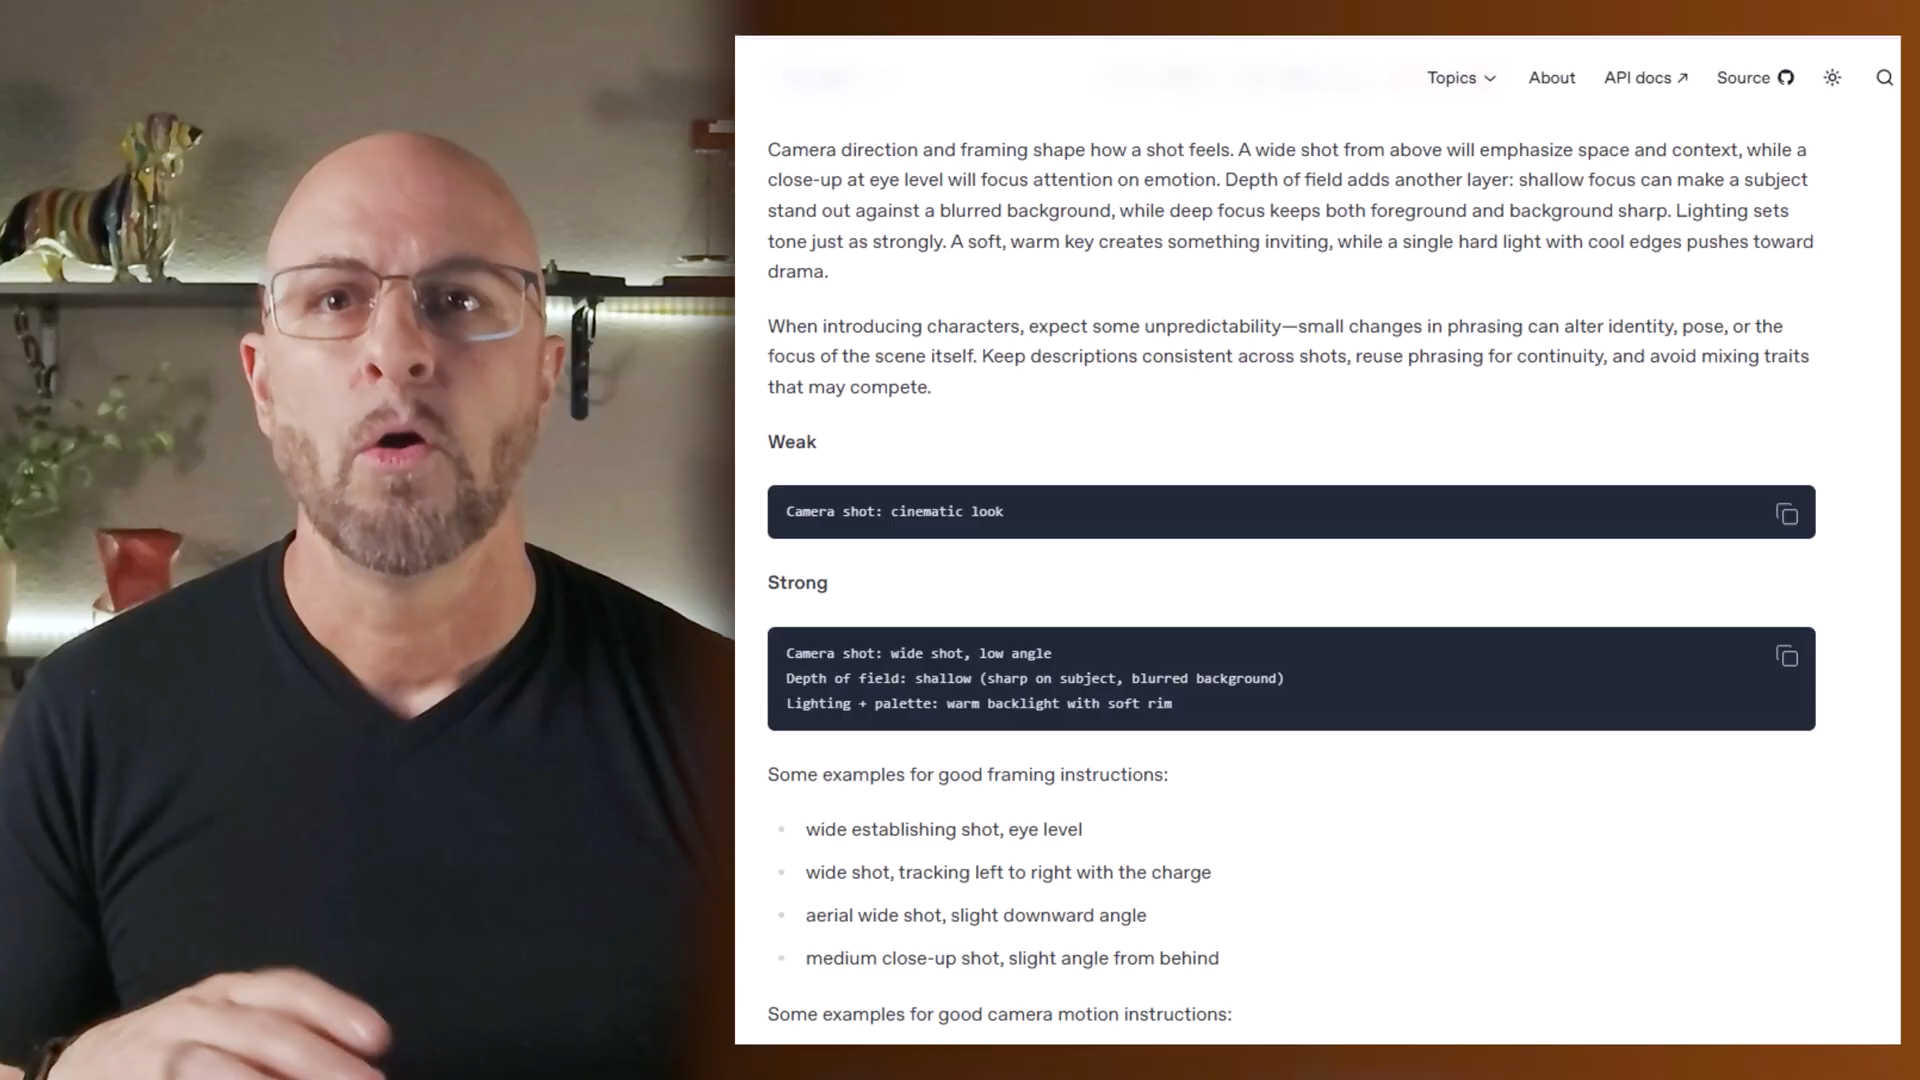 Topics About API docs Source
Camera direction and framing shape how a shot feels. A wide shot from above will emphasize space and context, while a
close-up at eye level will focus attention on emotion. Depth of field adds another layer: shallow focus can make a subject
stand out against a blurred background, while deep focus keeps both foreground and background sharp. Lighting sets
tone just as strongly. A soft, warm key creates something inviting, while a single hard light with cool edges pushes toward
drama.
When introducing characters, expect some unpredictability—small changes in phrasing can alter identity, pose, or the
focus of the scene itself. Keep descriptions consistent across shots, reuse phrasing for continuity, and avoid mixing traits
that may compete.
Weak
Camera shot: cinematic look
Strong
Camera shot: wide shot, low angle
Depth of field: shallow (sharp on subject, blurred background)
Lighting + palette: warm backlight with soft rim
Some examples for good framing instructions:
wide establishing shot, eye level
wide shot, tracking left to right with the charge
aerial wide shot, slight downward angle
medium close-up shot, slight angle from behind
Some examples for good camera motion instructions: